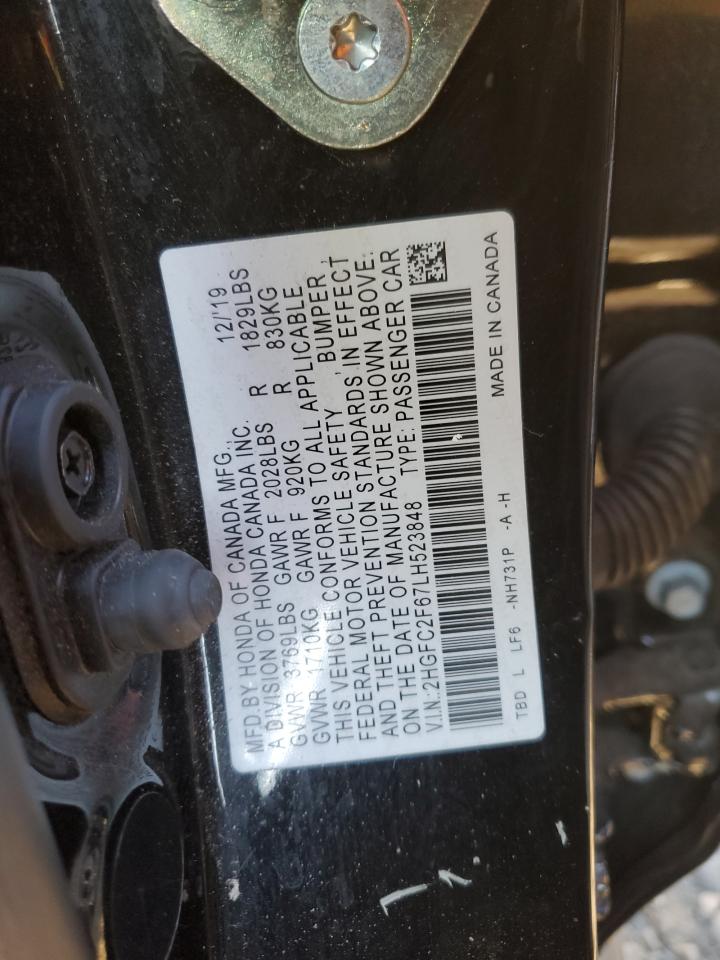 MFD.BY HONDA OF CANADA MFG., 12/'19
A DIVISION OF HONDA CANADA INC.
GVWR 3769LBS GAWR F 2028LBS R 1829LBS
GVWR 1710KG GAWR F 920KG R 830KG
THIS VEHICLE CONFORMS TO ALL APPLICABLE
FEDERAL MOTOR VEHICLE SAFETY, BUMPER,
AND THEFT PREVENTION STANDARDS IN EFFECT
ON THE DATE OF MANUFACTURE SHOWN ABOVE.
V.I.N.:2HGFC2F67LH523848 TYPE: PASSENGER CAR
TBD L LF6 -NH731P -A -H MADE IN CANADA